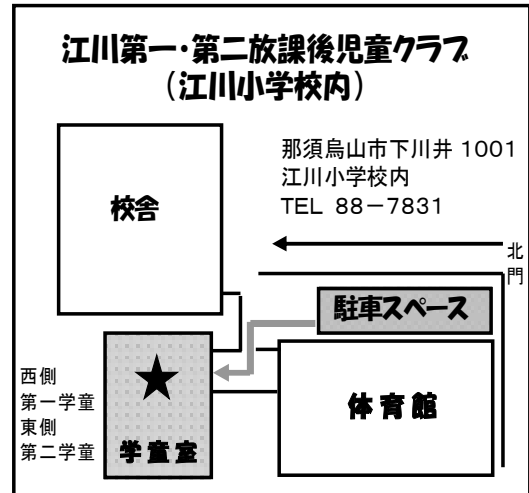 江川第一・第二放課後児童クラブ
（江川小学校内）
那須烏山市下川井 1001
江川小学校内
TEL 88－7831
校舎
北門
駐車スペース
西側
第一学童
東側
第二学童
学童室
体育館